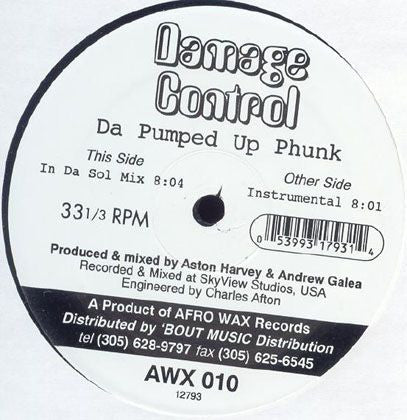 Damage
Control
Da Pumped Up Phunk
This Side
In Da Sol Mix 8:04
Other Side
Instrumental 8:01
33 1/3 RPM
0 53993 17931 4
Produced & mixed by Aston Harvey & Andrew Galea
Recorded & Mixed at SkyView Studios, USA
Engineered by Charles Afton
A Product of AFRO WAX Records
Distributed by 'BOUT MUSIC Distribution
tel (305) 628-9797 fax (305) 625-6545
AWX 010
12793